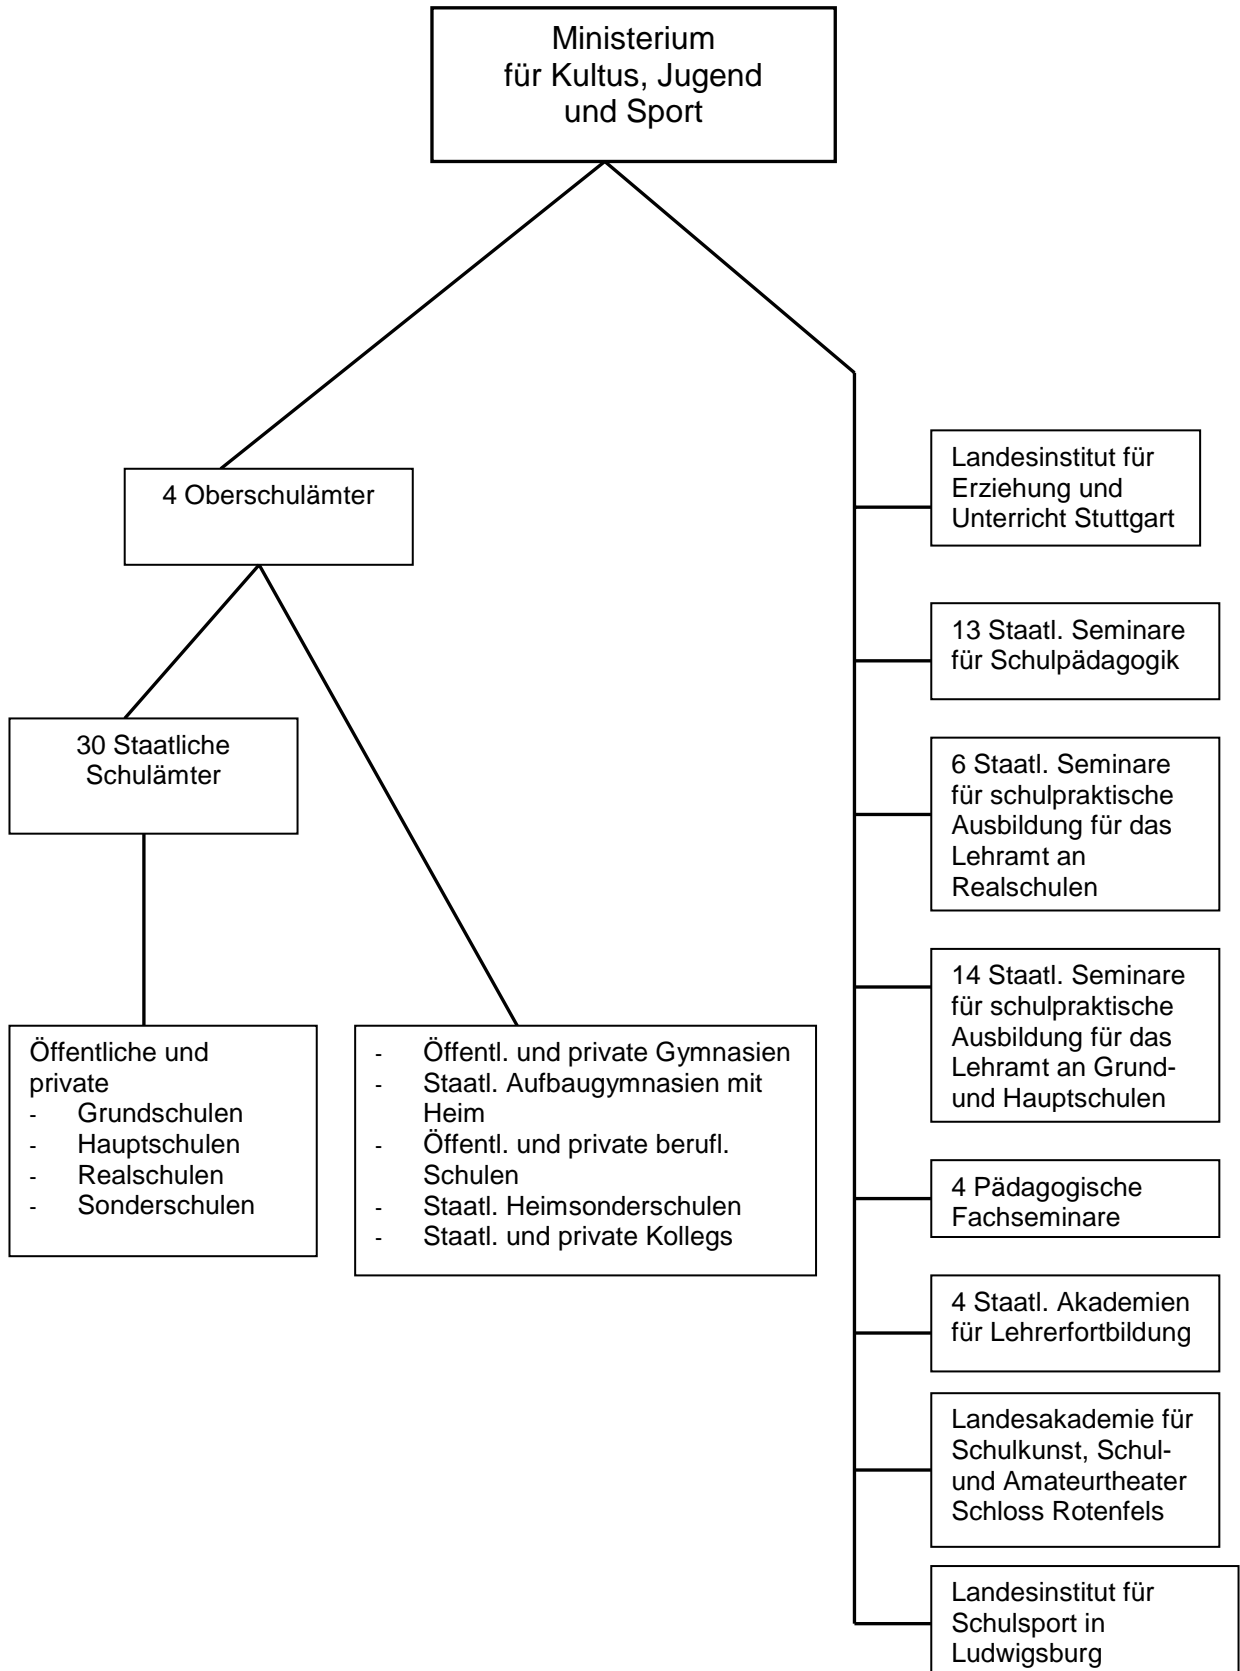 Ministerium
für Kultus, Jugend
und Sport
4 Oberschulämter
30 Staatliche
Schulämter
Öffentliche und
private
- Grundschulen
- Hauptschulen
- Realschulen
- Sonderschulen
- Öffentl. und private Gymnasien
- Staatl. Aufbaugymnasien mit
Heim
- Öffentl. und private berufl.
Schulen
- Staatl. Heimsonderschulen
- Staatl. und private Kollegs
Landesinstitut für
Erziehung und
Unterricht Stuttgart
13 Staatl. Seminare
für Schulpädagogik
6 Staatl. Seminare
für schulpraktische
Ausbildung für das
Lehramt an
Realschulen
14 Staatl. Seminare
für schulpraktische
Ausbildung für das
Lehramt an Grund-
und Hauptschulen
4 Pädagogische
Fachseminare
4 Staatl. Akademien
für Lehrerfortbildung
Landesakademie für
Schulkunst, Schul-
und Amateurtheater
Schloss Rotenfels
Landesinstitut für
Schulsport in
Ludwigsburg